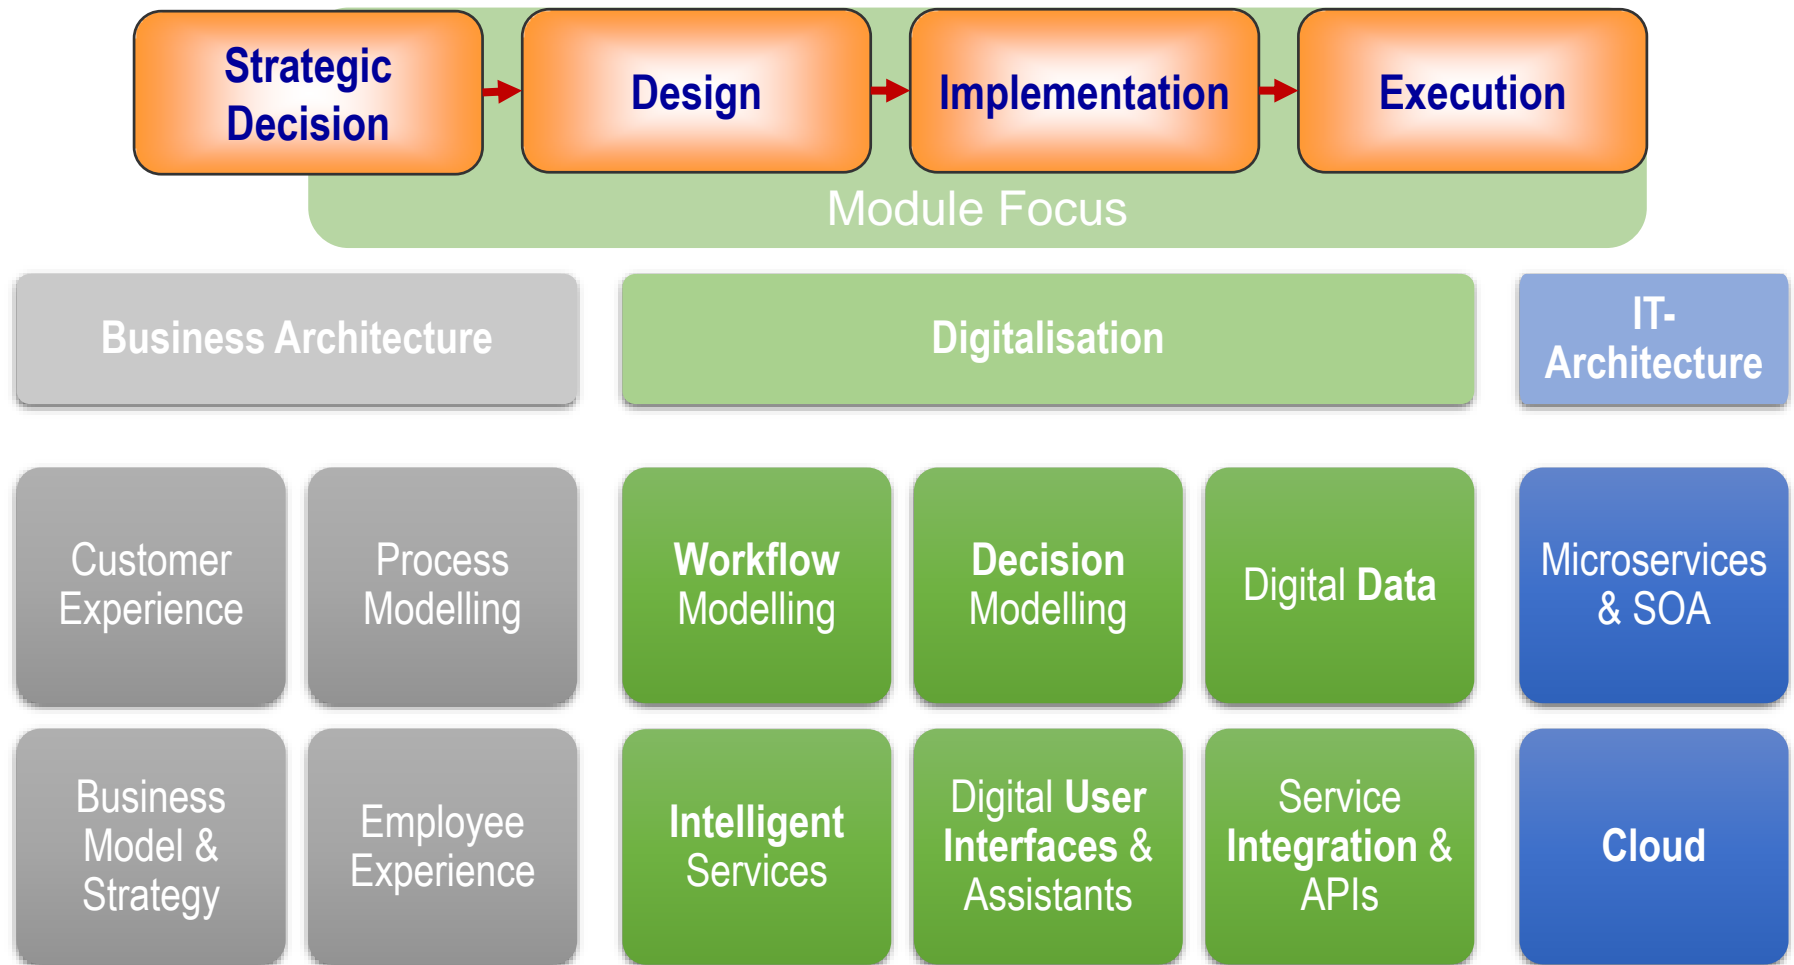 Strategic
Decision
Design
Implementation
Execution
Module Focus
Business Architecture
Digitalisation
IT-
Architecture
Customer
Experience
Process
Modelling
Workflow
Modelling
Decision
Modelling
Digital Data
Microservices
& SOA
Business
Model &
Strategy
Employee
Experience
Intelligent
Services
Digital User
Interfaces &
Assistants
Service
Integration &
APIs
Cloud